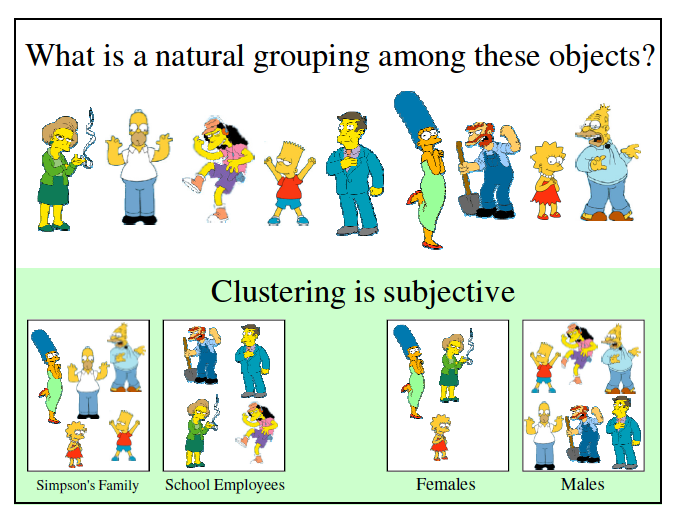 What is a natural grouping among these objects?
Clustering is subjective
Simpson's Family
School Employees
Females
Males